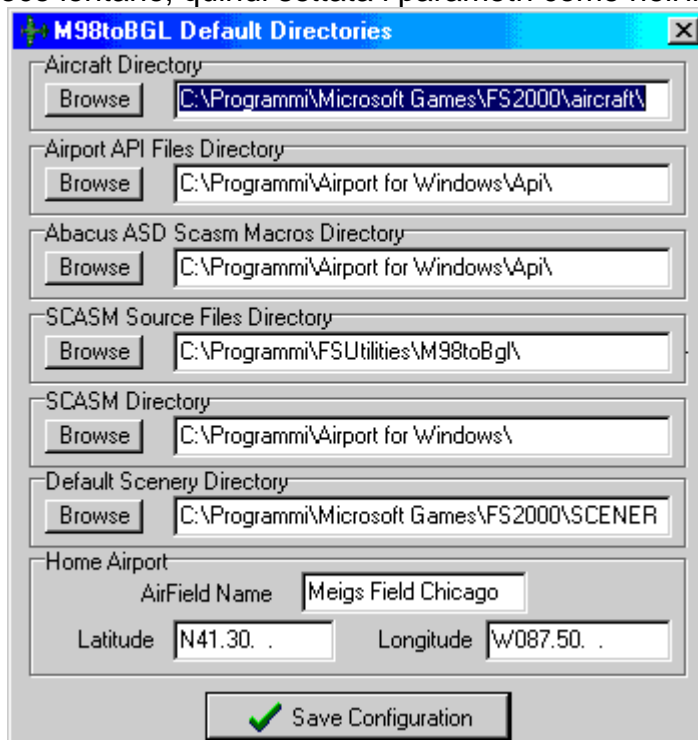 M98toBGL Default Directories
Aircraft Directory
Browse C:\Programmi\Microsoft Games\FS2000\aircraft\
Airport API Files Directory
Browse C:\Programmi\Airport for Windows\Api\
Abacus ASD Scasm Macros Directory
Browse C:\Programmi\Airport for Windows\Api\
SCASM Source Files Directory
Browse C:\Programmi\FSUtilities\M98toBgl\
SCASM Directory
Browse C:\Programmi\Airport for Windows\
Default Scenery Directory
Browse C:\Programmi\Microsoft Games\FS2000\SCENER
Home Airport
AirField Name Meigs Field Chicago
Latitude N41.30. . Longitude W087.50. .
Save Configuration